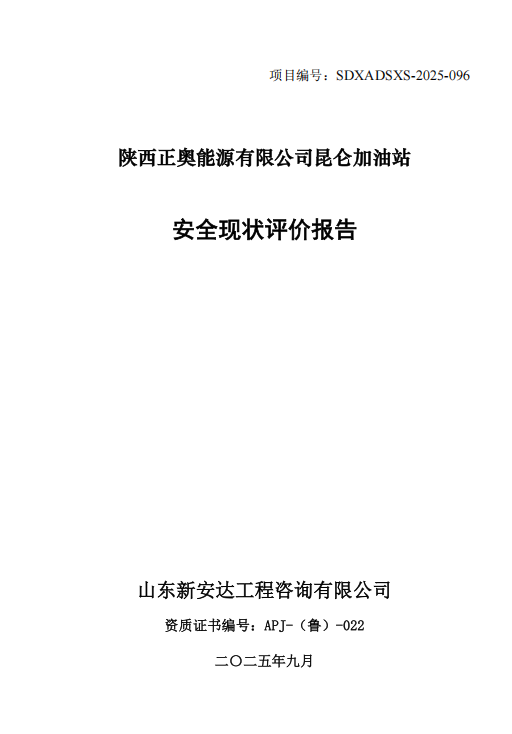 项目编号：SDXADSXS-2025-096
陕西正奥能源有限公司昆仑加油站
安全现状评价报告
山东新安达工程咨询有限公司
资质证书编号：APJ-（鲁）-022
二〇二五年九月